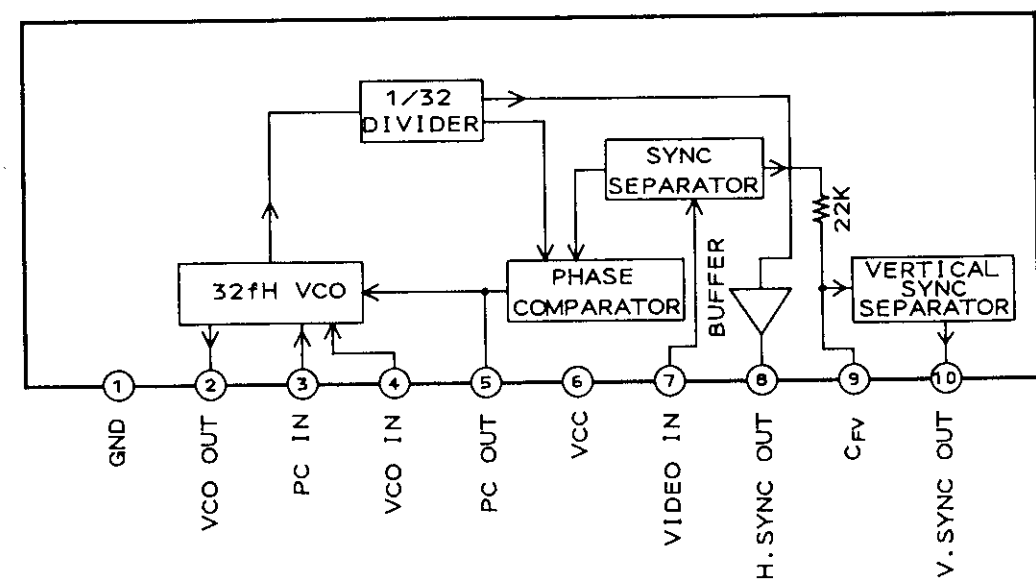 1/32
DIVIDER
SYNC
SEPARATOR
22K
32fH VCO
PHASE
COMPARATOR
BUFFER
VERTICAL
SYNC
SEPARATOR
1
2
3
4
5
6
7
8
9
10
GND
VCO OUT
PC IN
VCO IN
PC OUT
VCC
VIDEO IN
H.SYNC OUT
CFV
V.SYNC OUT